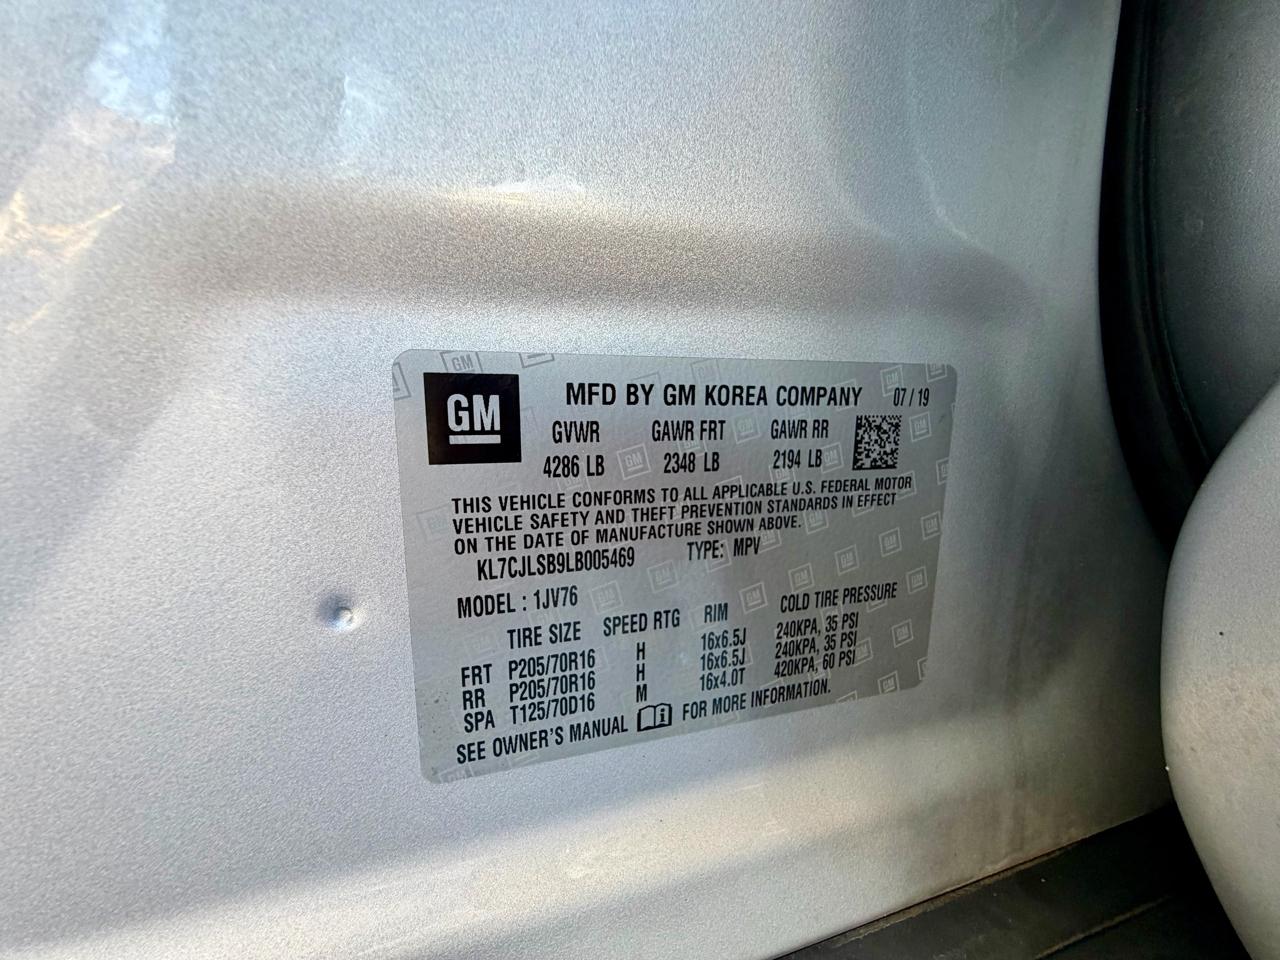 GM
MFD BY GM KOREA COMPANY 07 / 19
GVWR GAWR FRT GAWR RR
4286 LB 2348 LB 2194 LB
THIS VEHICLE CONFORMS TO ALL APPLICABLE U.S. FEDERAL MOTOR
VEHICLE SAFETY AND THEFT PREVENTION STANDARDS IN EFFECT
ON THE DATE OF MANUFACTURE SHOWN ABOVE.
KL7CJLSB9LB005469 TYPE: MPV
MODEL : 1JV76
TIRE SIZE SPEED RTG RIM COLD TIRE PRESSURE
FRT P205/70R16 H 16x6.5J 240KPA, 35 PSI
RR P205/70R16 H 16x6.5J 240KPA, 35 PSI
SPA T125/70D16 M 16x4.0T 420KPA, 60 PSI
SEE OWNER'S MANUAL FOR MORE INFORMATION.